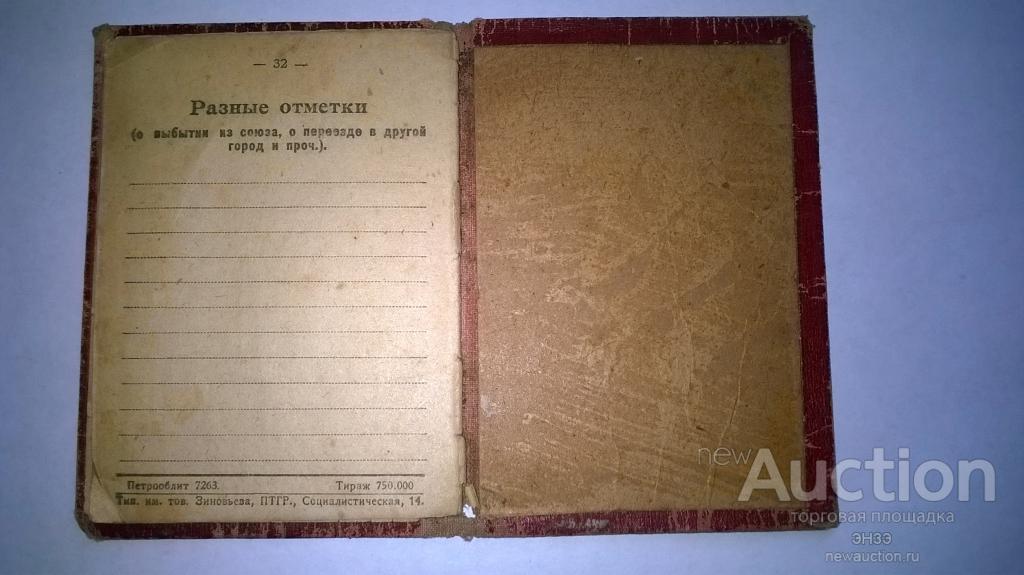 — 32 —
Разные отметки
(о выбытии из союза, о переезде в другой
город и проч.).
Петрооблит 7263.
Тираж 750.000
Тип. им. тов. Зиновьева, ПТГР., Социалистическая, 14.
newAuction
торговая площадка
ЭНЗЭ
newauction.ru